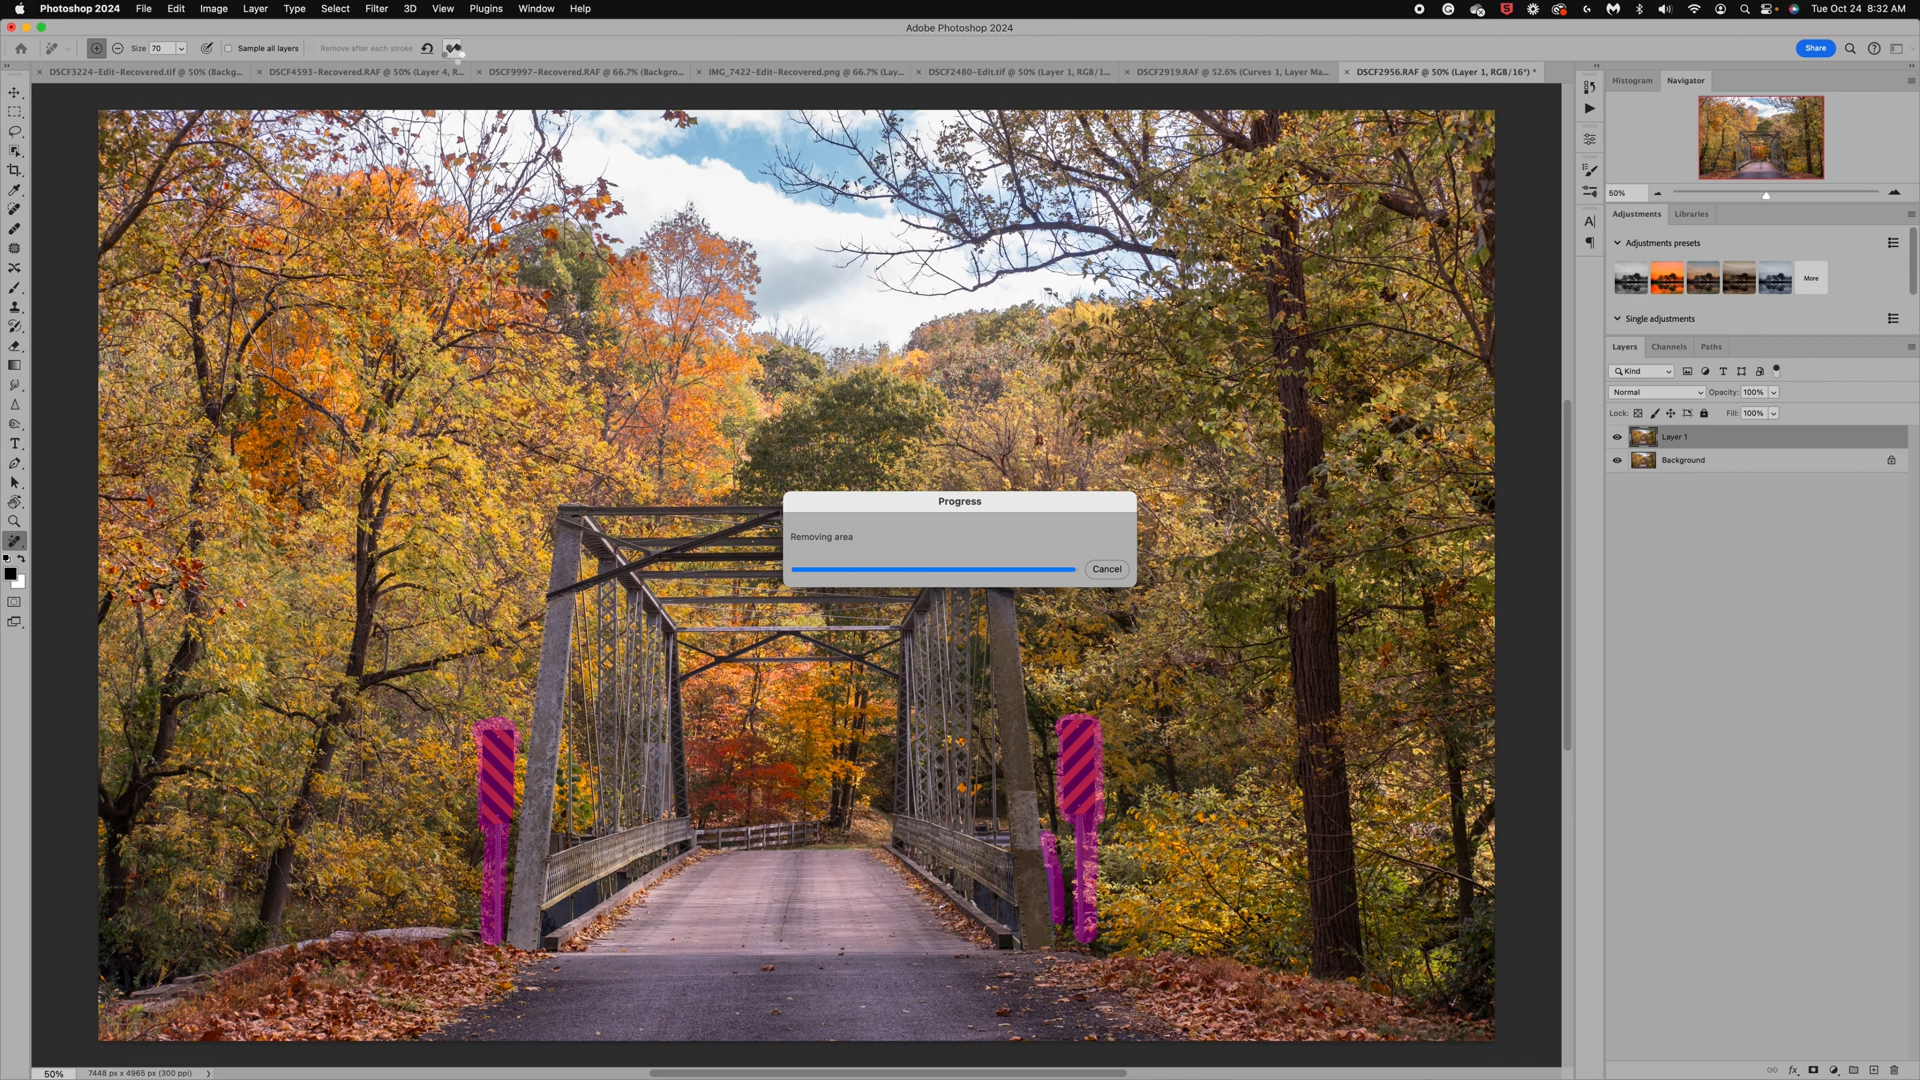 Photoshop 2024 File Edit Image Layer Type Select Filter 3D View Plugins Window Help Tue Oct 24 8:32 AM
Adobe Photoshop 2024
Size 70 Sample all layers Remove after each stroke Share
DSCF3224-Edit-Recovered.tif @ 50% (Backg... DSCF4593-Recovered.RAF @ 50% (Layer 4, R... DSCF9997-Recovered.RAF @ 66.7% (Backgro... IMG_7422-Edit-Recovered.png @ 66.7% (Lay... DSCF2480-Edit.tif @ 50% (Layer 1, RGB/1... DSCF2919.RAF @ 52.6% (Curves 1, Layer Ma... DSCF2956.RAF @ 50% (Layer 1, RGB/16*) *
Histogram Navigator
50%
Adjustments Libraries
Adjustments presets
More
Single adjustments
Layers Channels Paths
Kind
Normal Opacity: 100%
Lock: Fill: 100%
Layer 1
Background
Progress
Removing area
Cancel
50% 7448 px x 4965 px (300 ppi)